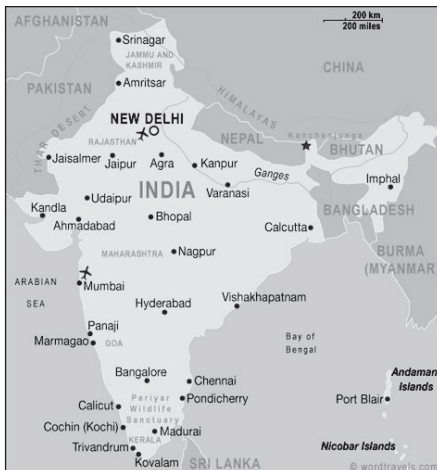 AFGHANISTAN
200 km
200 miles
Srinagar
JAMMU AND
KASHMIR
CHINA
Amritsar
PAKISTAN
HIMALAYAS
NEW DELHI
THAR DESERT
RAJASTHAN
NEPAL
Kanchenjunga
BHUTAN
Jaisalmer
Jaipur
Agra
Kanpur
Ganges
Imphal
Varanasi
Udaipur
INDIA
BANGLADESH
Kandla
Ahmadabad
Bhopal
Calcutta
MAHARASHTRA
Nagpur
BURMA
(MYANMAR)
ARABIAN
SEA
Mumbai
Hyderabad
Vishakhapatnam
Panaji
Marmagao
GOA
Bay of
Bengal
Bangalore
Chennai
Andaman
Islands
Periyar
Wildlife
Sanctuary
Pondicherry
Port Blair
Calicut
Cochin (Kochi)
Madurai
KERALA
Trivandrum
Kovalam
Nicobar Islands
SRI LANKA
© wordtravels.com